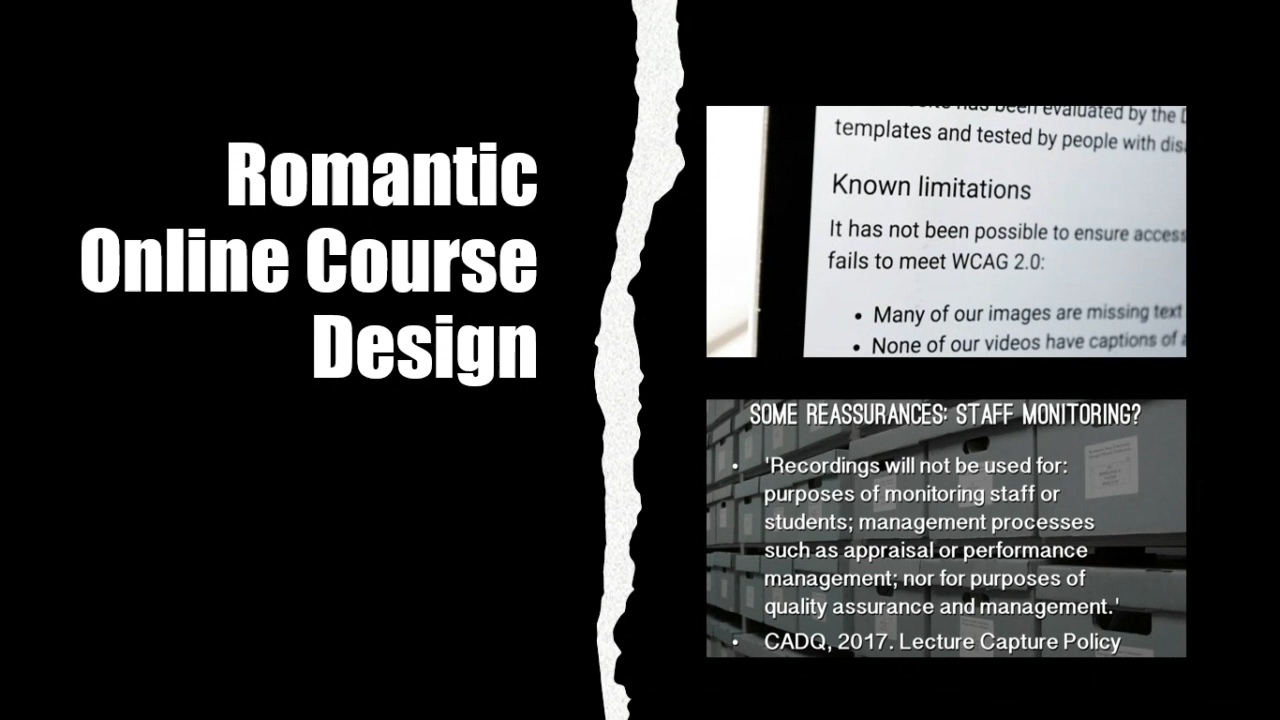 Romantic
Online Course
Design
been evaluated by the
templates and tested by people with
Known limitations
It has not been possible to ensure
fails to meet WCAG 2.0:
• Many of our images are missing text
• None of our videos have captions of
SOME REASSURANCES: STAFF MONITORING?
• 'Recordings will not be used for:
purposes of monitoring staff or
students; management processes
such as appraisal or performance
management; nor for purposes of
quality assurance and management.'
• CADQ, 2017. Lecture Capture Policy